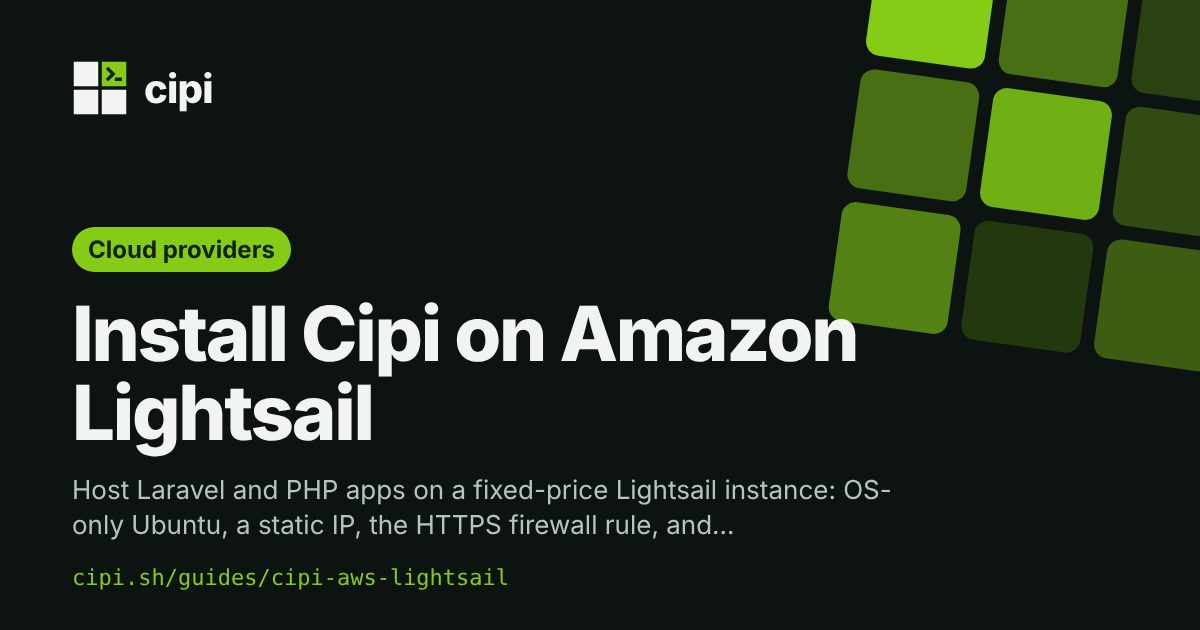 cipi
Cloud providers
Install Cipi on Amazon
Lightsail
Host Laravel and PHP apps on a fixed-price Lightsail instance: OS-
only Ubuntu, a static IP, the HTTPS firewall rule, and...
cipi.sh/guides/cipi-aws-lightsail